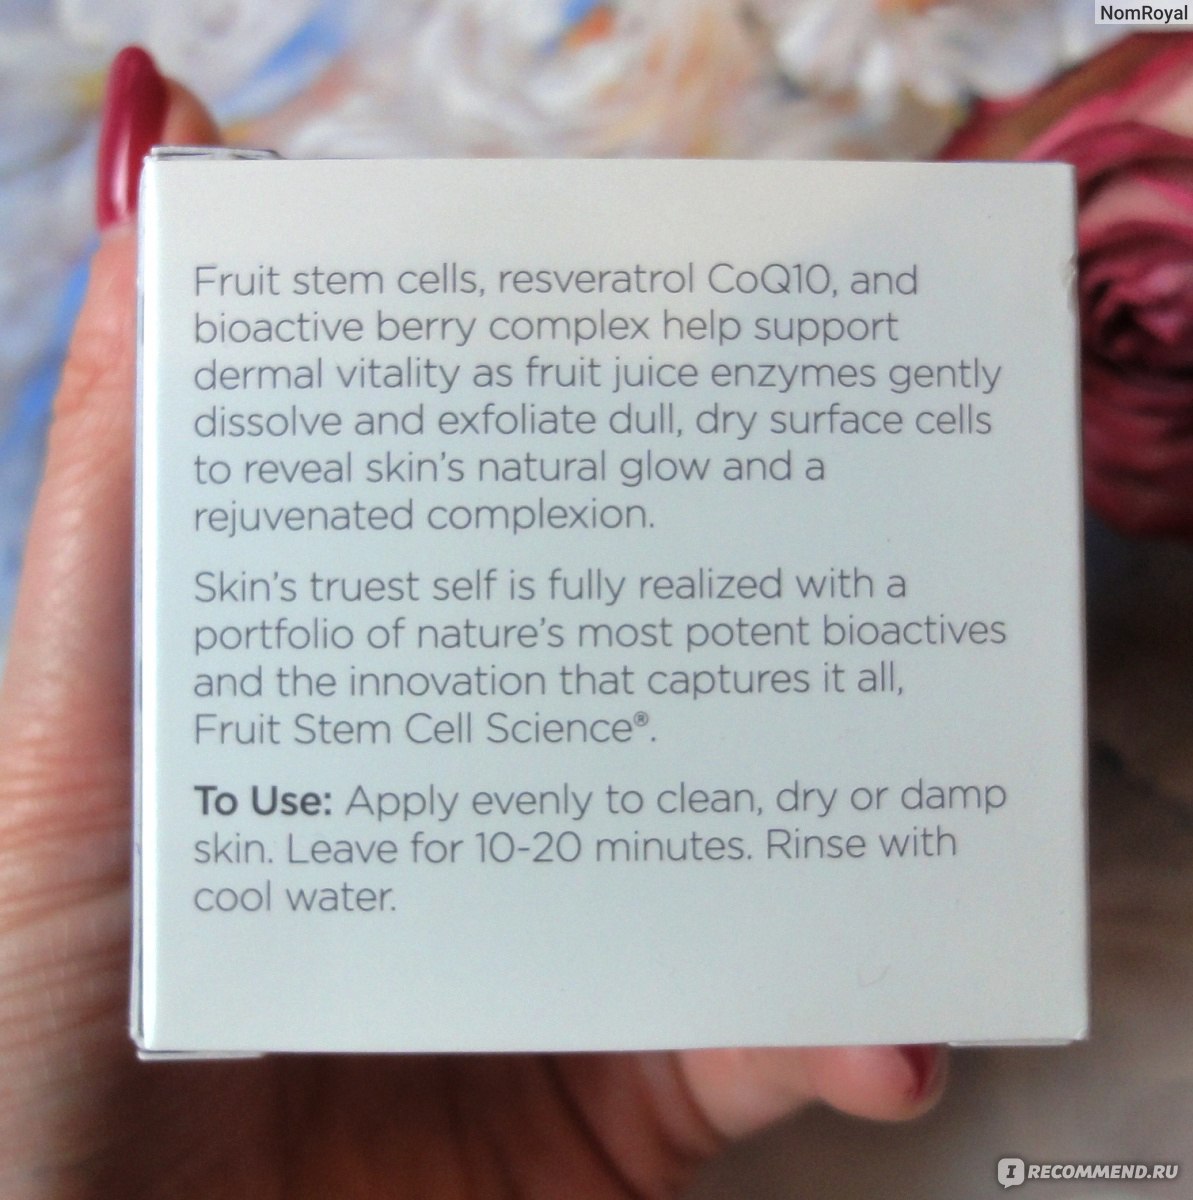 NomRoyal
Fruit stem cells, resveratrol CoQ10, and
bioactive berry complex help support
dermal vitality as fruit juice enzymes gently
dissolve and exfoliate dull, dry surface cells
to reveal skin's natural glow and a
rejuvenated complexion.
Skin's truest self is fully realized with a
portfolio of nature's most potent bioactives
and the innovation that captures it all,
Fruit Stem Cell Science®.
To Use: Apply evenly to clean, dry or damp
skin. Leave for 10-20 minutes. Rinse with
cool water.
I RECOMMEND.RU